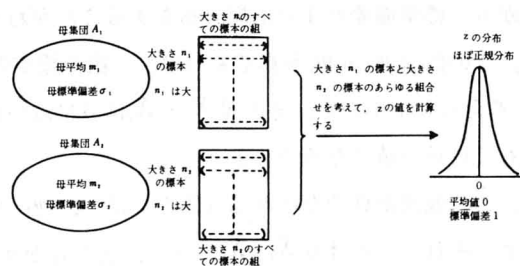 母集団 A₁
母平均 m₁
母標準偏差 σ₁
大きさ n₁
の標本
n₁ は大
大きさ n₁のすべ
ての標本の組
母集団 A₂
母平均 m₂
母標準偏差 σ₂
大きさ n₂
の標本
n₂ は大
大きさ n₂のすべ
ての標本の組
大きさ n₁ の標本と大きさ
n₂ の標本のあらゆる組合
せを考えて、z の値を計算
する
z の分布
ほぼ正規分布
0
平均値 0
標準偏差 1